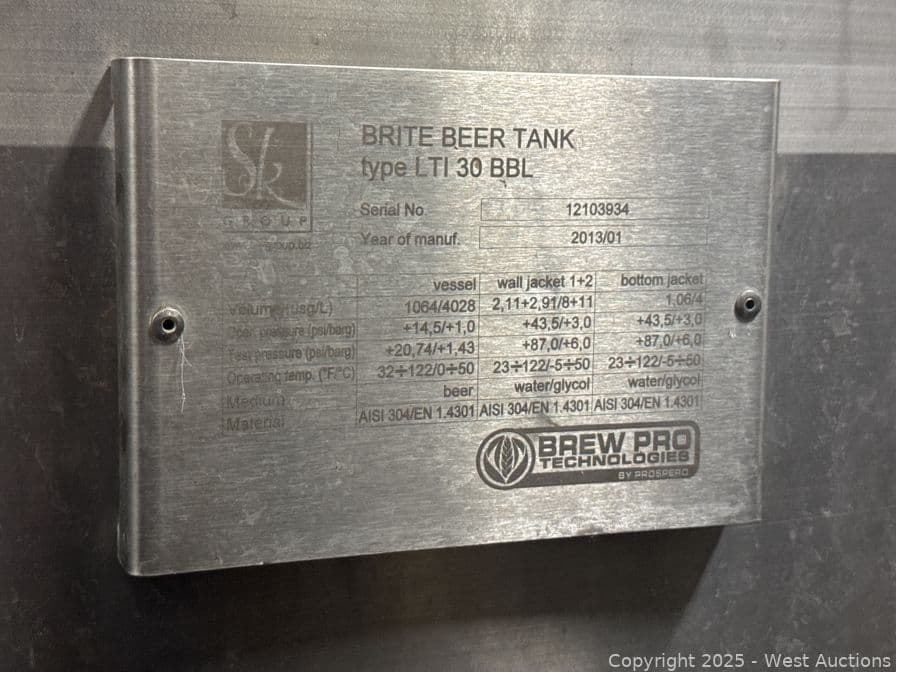 SK
GROUP
BRITE BEER TANK
type LTI 30 BBL
Serial No 12103934
Year of manuf. 2013/01
vessel wall jacket 1+2 bottom jacket
Volume (usg/L) 1064/4028 2,11+2,91/8+11 1,06/4
Oper. pressure (psi/barg) +14,5/+1,0 +43,5/+3,0 +43,5/+3,0
Test pressure (psi/barg) +20,74/+1,43 +87,0/+6,0 +87,0/+6,0
Operating temp. (°F/°C) 32÷122/0÷50 23÷122/-5÷50 23÷122/-5÷50
Medium beer water/glycol water/glycol
Material AISI 304/EN 1.4301 AISI 304/EN 1.4301 AISI 304/EN 1.4301
BREW PRO
TECHNOLOGIES
BY PROSPERO
Copyright 2025 - West Auctions